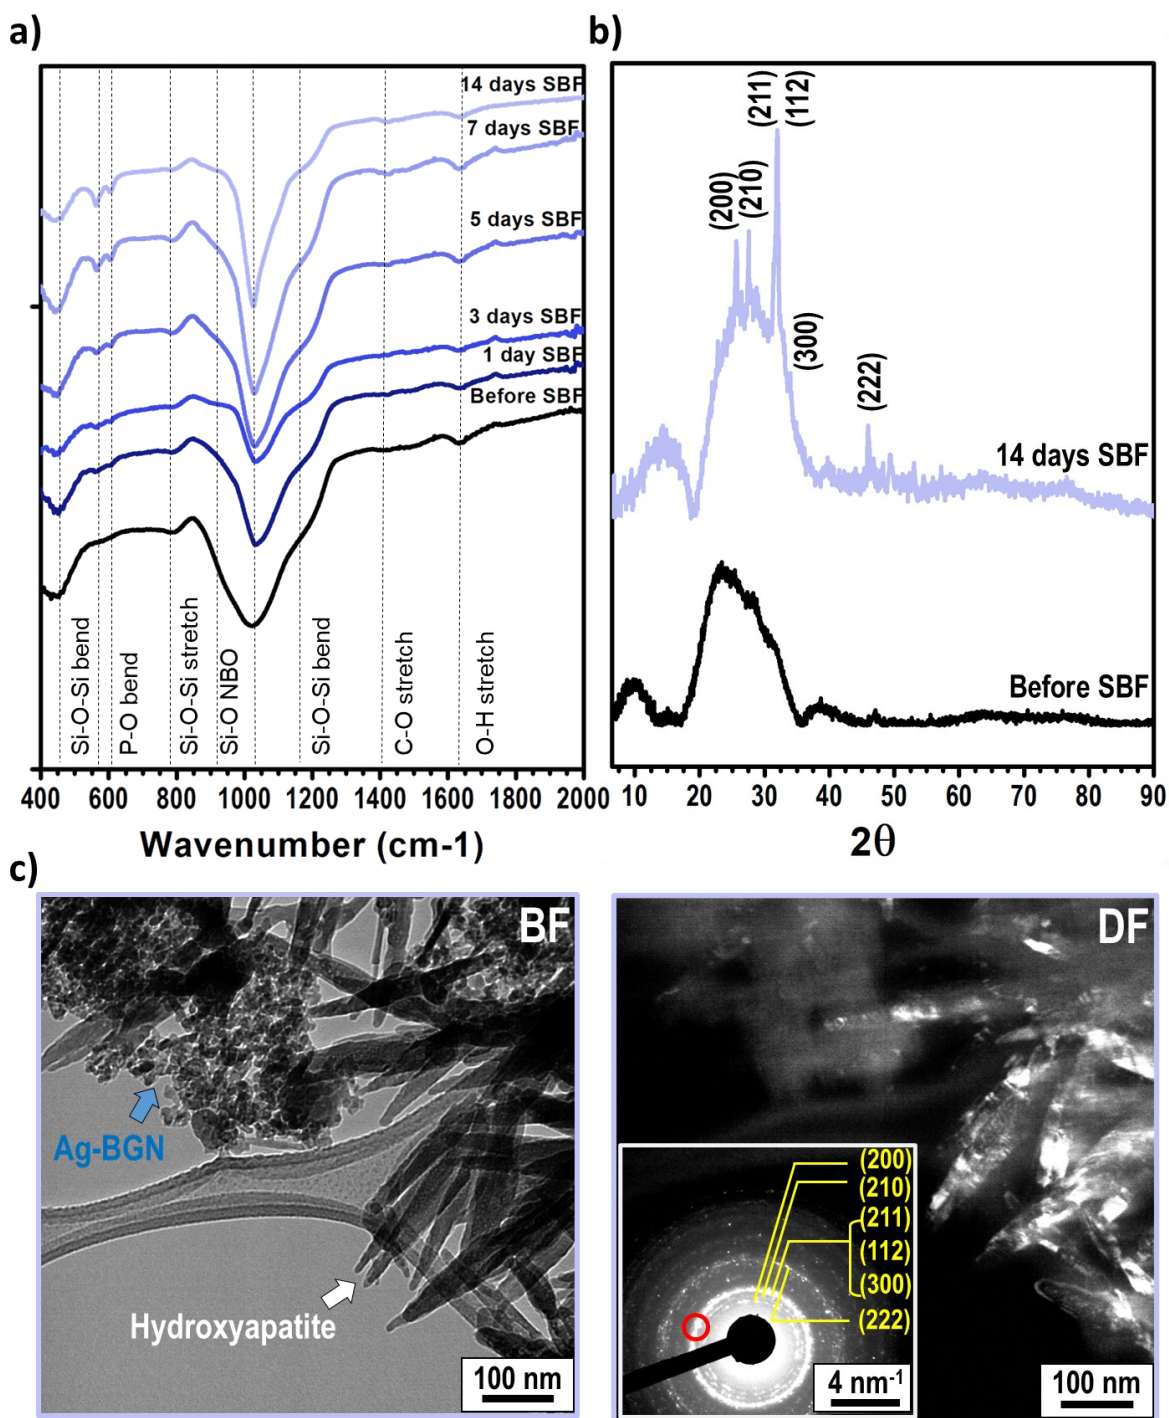 a)
14 days SBF
7 days SBF
5 days SBF
3 days SBF
1 day SBF
Before SBF
Si-O-Si bend
P-O bend
Si-O-Si stretch
Si-O NBO
Si-O-Si bend
C-O stretch
O-H stretch
400 600 800 1000 1200 1400 1600 1800 2000
Wavenumber (cm-1)
b)
(200)
(210)
(211)
(112)
(300)
(222)
14 days SBF
Before SBF
10 20 30 40 50 60 70 80 90
2θ
c)
BF
Ag-BGN
Hydroxyapatite
100 nm
DF
(200)
(210)
(211)
(112)
(300)
(222)
4 nm⁻¹
100 nm